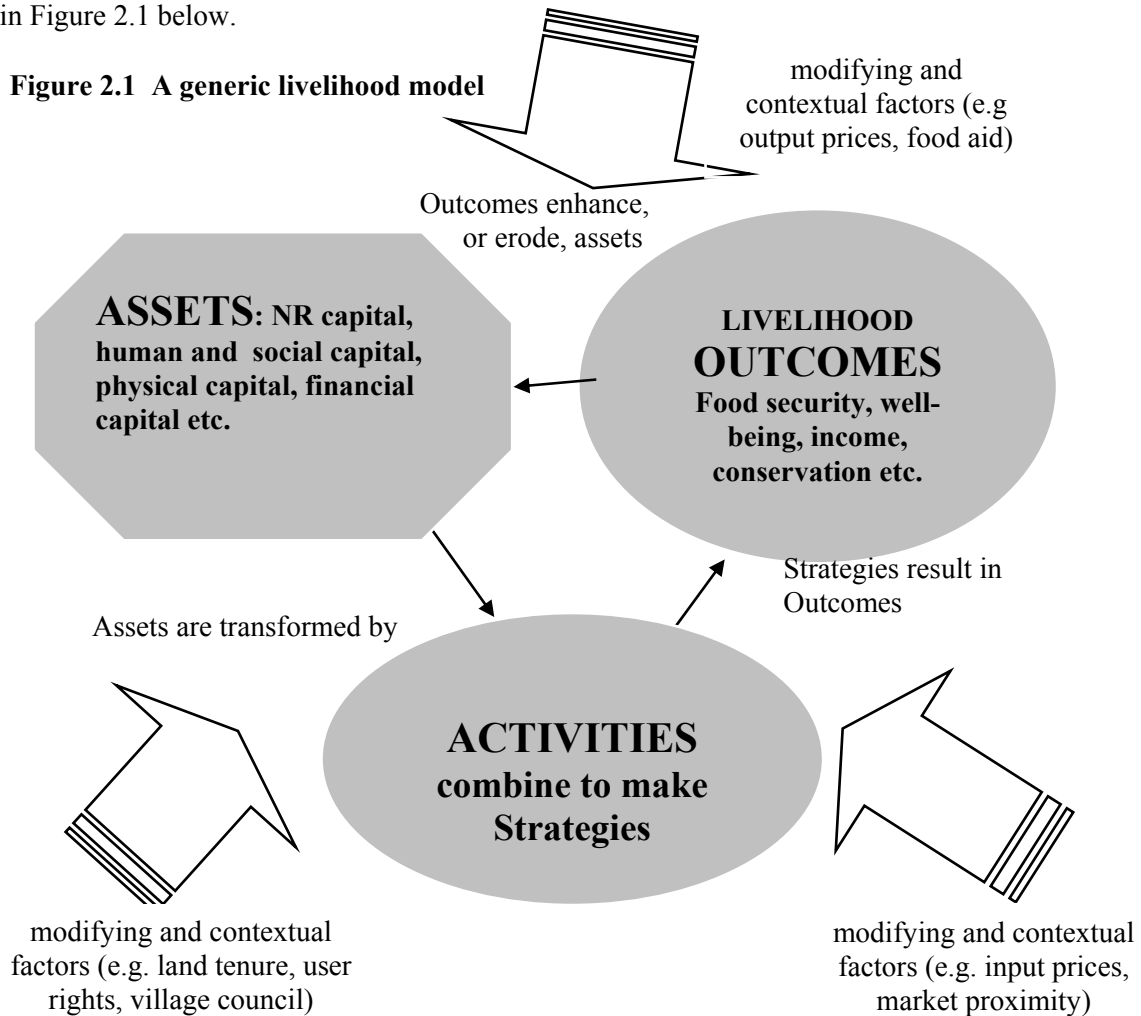 in Figure 2.1 below.
Figure 2.1 A generic livelihood model
modifying and
contextual factors (e.g
output prices, food aid)
Outcomes enhance,
or erode, assets
ASSETS: NR capital,
human and social capital,
physical capital, financial
capital etc.
LIVELIHOOD
OUTCOMES
Food security, well-
being, income,
conservation etc.
Strategies result in
Outcomes
Assets are transformed by
ACTIVITIES
combine to make
Strategies
modifying and contextual
factors (e.g. land tenure, user
rights, village council)
modifying and contextual
factors (e.g. input prices,
market proximity)